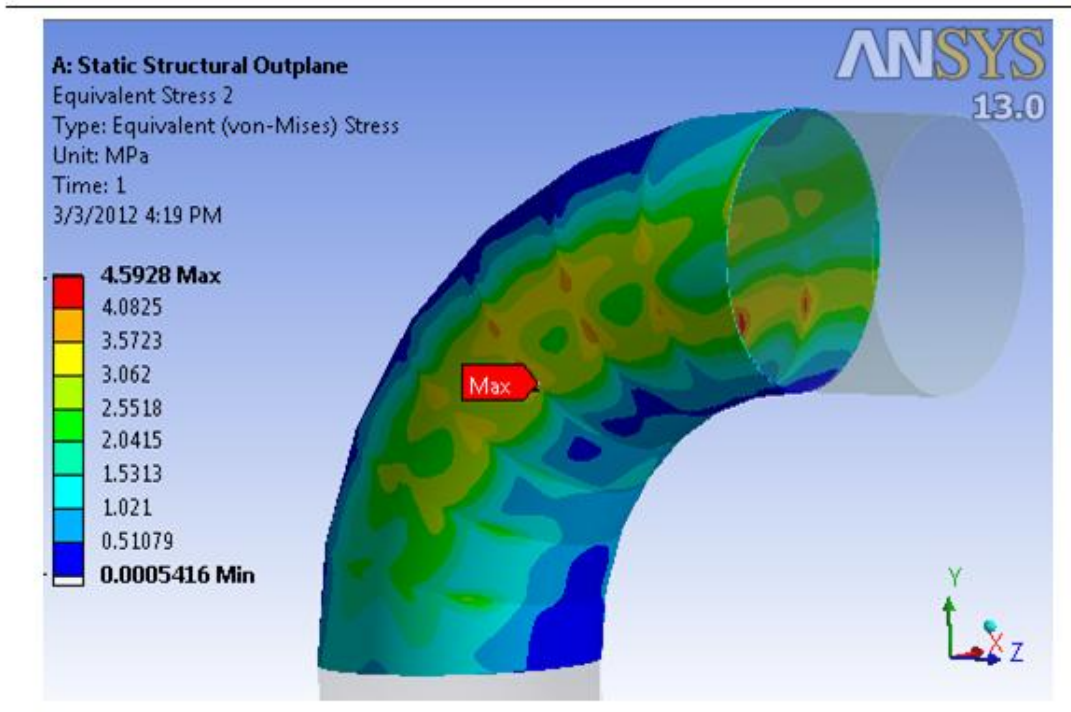 A: Static Structural Outplane
Equivalent Stress 2
Type: Equivalent (von-Mises) Stress
Unit: MPa
Time: 1
3/3/2012 4:19 PM
ANSYS
13.0
4.5928 Max
4.0825
3.5723
3.062
2.5518
2.0415
1.5313
1.021
0.51079
0.0005416 Min
Max
Y
X
Z